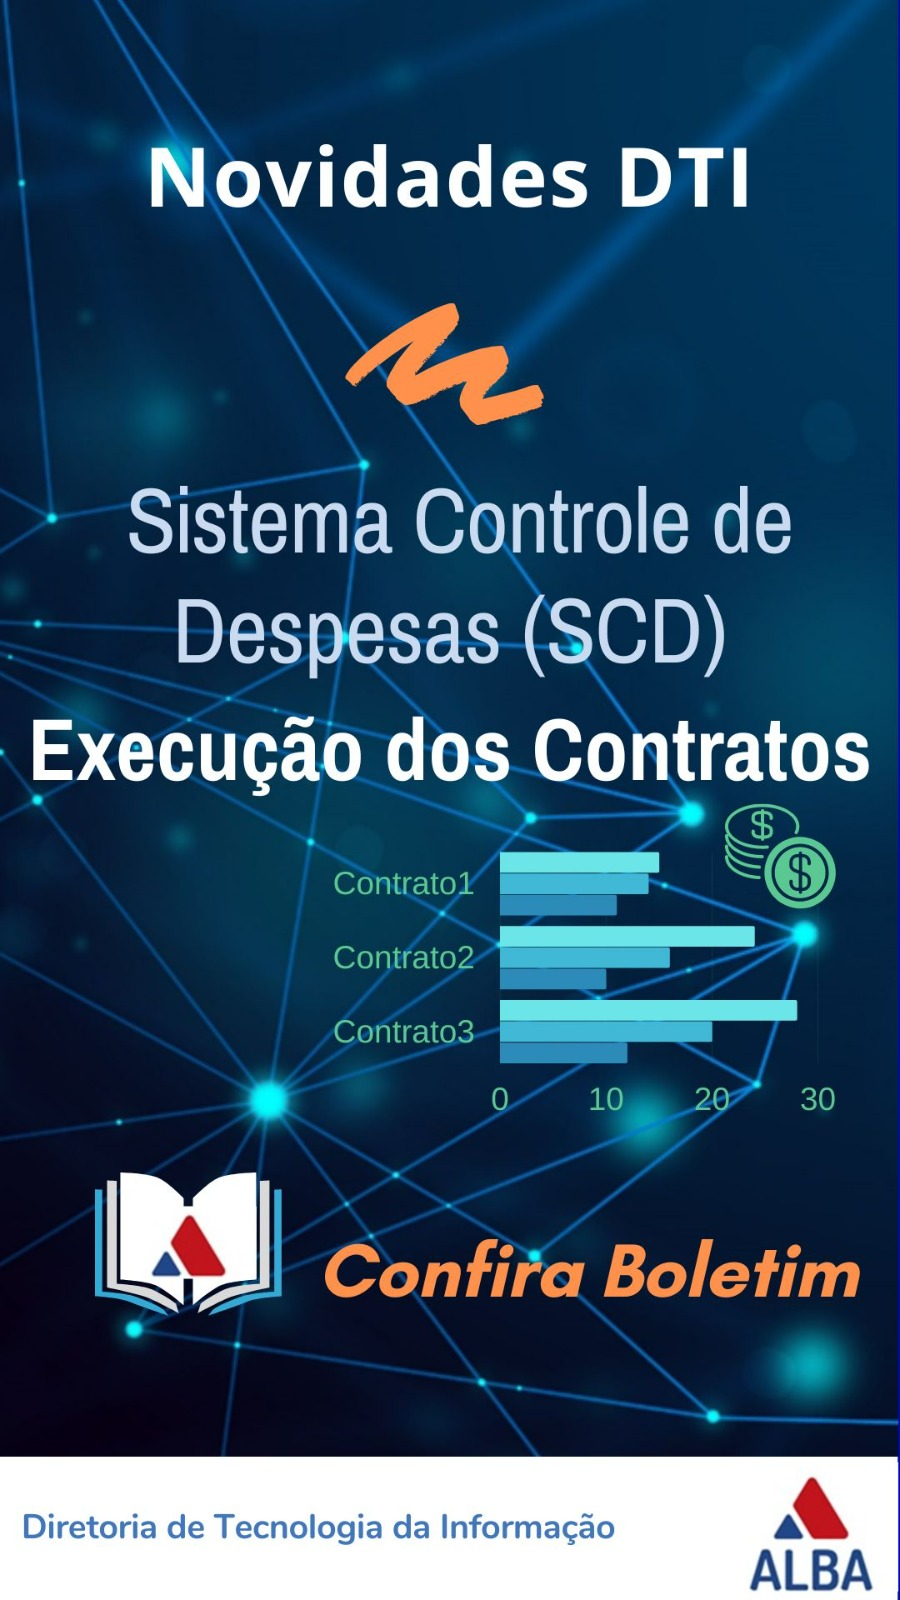 Novidades DTI
Sistema Controle de
Despesas (SCD)
Execução dos Contratos
$
$
Contrato1
Contrato2
Contrato3
0 10 20 30
Confira Boletim
Diretoria de Tecnologia da Informação
ALBA